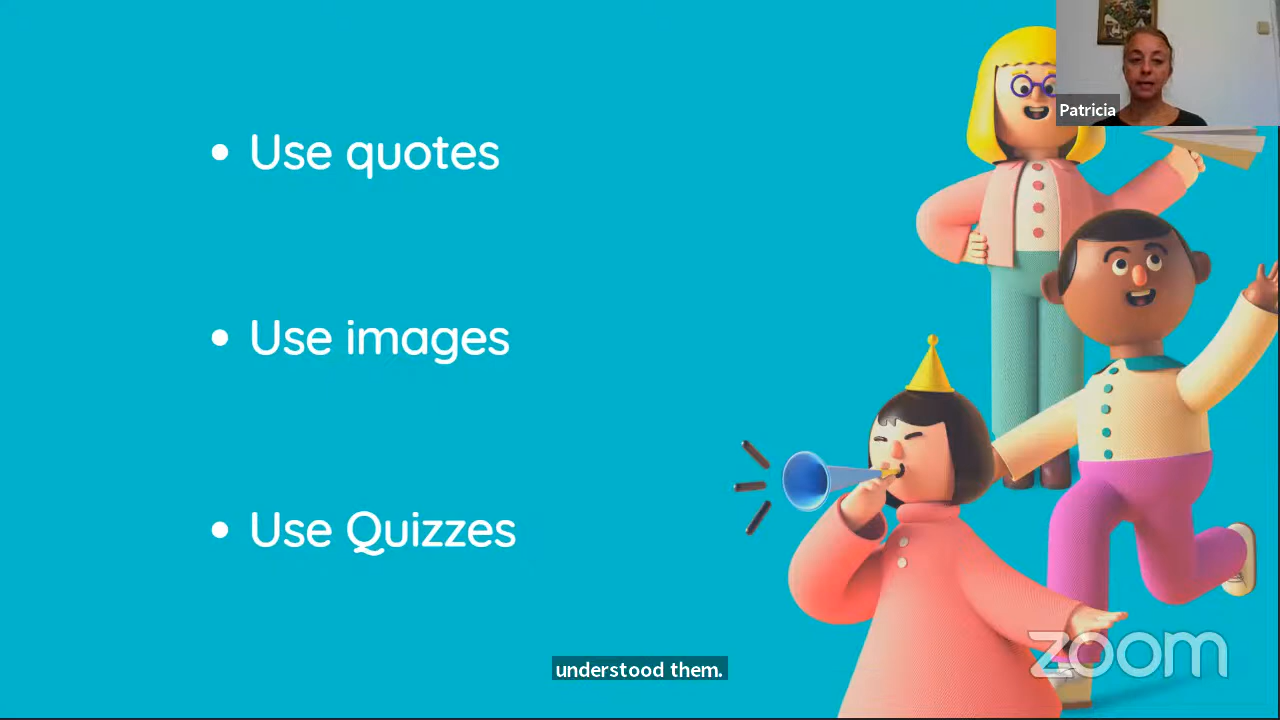 Patricia
• Use quotes
• Use images
• Use Quizzes
zoom
understood them.